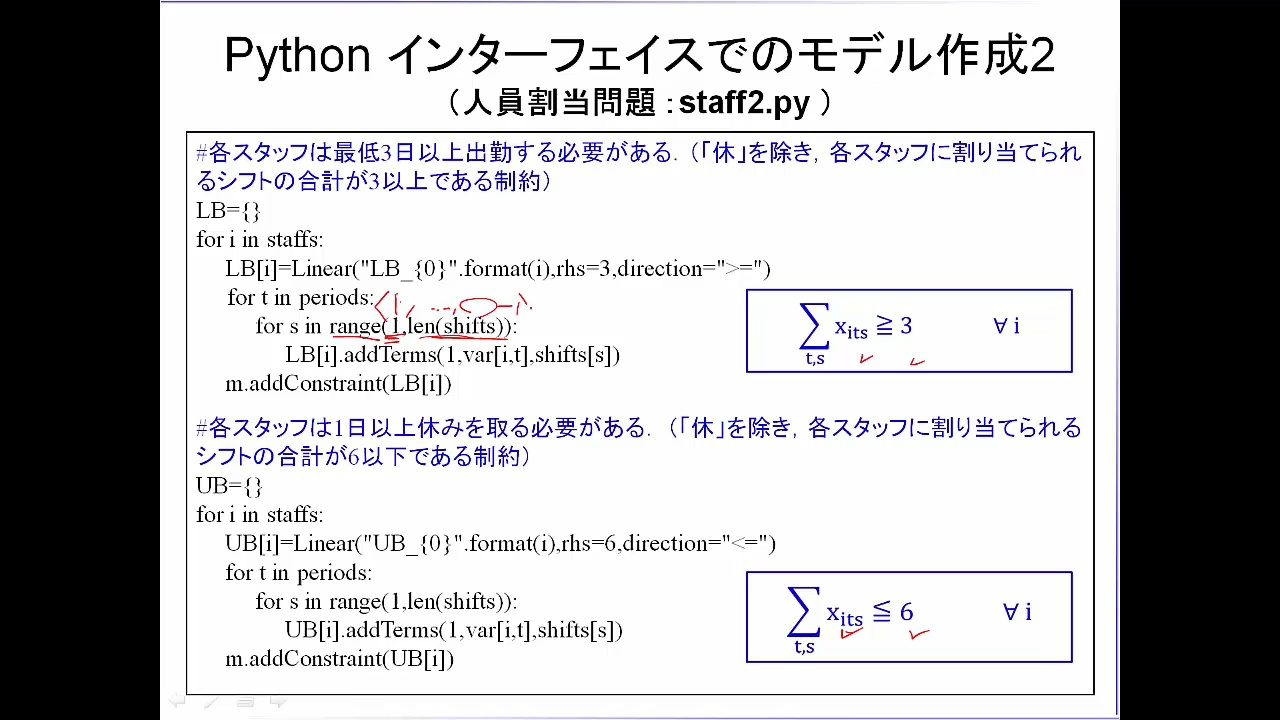 Python インターフェイスでのモデル作成2
（人員割当問題：staff2.py ）
#各スタッフは最低3日以上出勤する必要がある．（「休」を除き，各スタッフに割り当てられ
るシフトの合計が3以上である制約）
LB={}
for i in staffs:
LB[i]=Linear("LB_{0}".format(i),rhs=3,direction=">=")
for t in periods:
for s in range(1,len(shifts)):
LB[i].addTerms(1,var[i,t],shifts[s])
m.addConstraint(LB[i])
∑ x_its ≧ 3 ∀ i
t,s
#各スタッフは1日以上休みを取る必要がある．（「休」を除き，各スタッフに割り当てられる
シフトの合計が6以下である制約）
UB={}
for i in staffs:
UB[i]=Linear("UB_{0}".format(i),rhs=6,direction="<=")
for t in periods:
for s in range(1,len(shifts)):
UB[i].addTerms(1,var[i,t],shifts[s])
m.addConstraint(UB[i])
∑ x_its ≦ 6 ∀ i
t,s